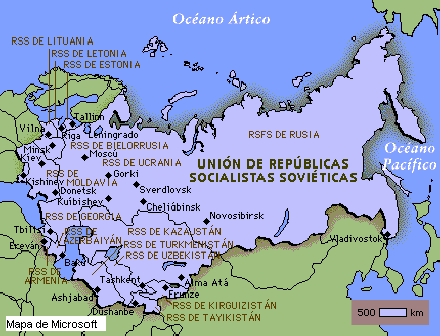 Océano Ártico
RSS DE LITUANIA
RSS DE LETONIA
RSS DE ESTONIA
Tallinn
Vilna
Riga
Leningrado
RSFS DE RUSIA
Océano
Pacífico
Minsk
RSS DE BIELORRUSIA
Kiev
Moscú
RSS DE UCRANIA
UNIÓN DE REPÚBLICAS
SOCIALISTAS SOVIÉTICAS
Kishinev
RSS DE
MOLDAVIA
Gorki
Sverdlovsk
Donetsk
Kuibishev
Cheliábinsk
RSS DE GEORGIA
Novosibirsk
Tbilisi
RSS DE
AZERBAIYÁN
RSS DE KAZAJSTÁN
Vladivostok
Ereván
RSS DE TURKMENISTÁN
Bakú
RSS DE UZBEKISTÁN
RSS DE
ARMENIA
Tashkent
Alma Atá
Ashjabad
Frunze
Dushanbe
RSS DE KIRGUIZISTÁN
RSS DE TAYIKISTÁN
500 km
Mapa de Microsoft